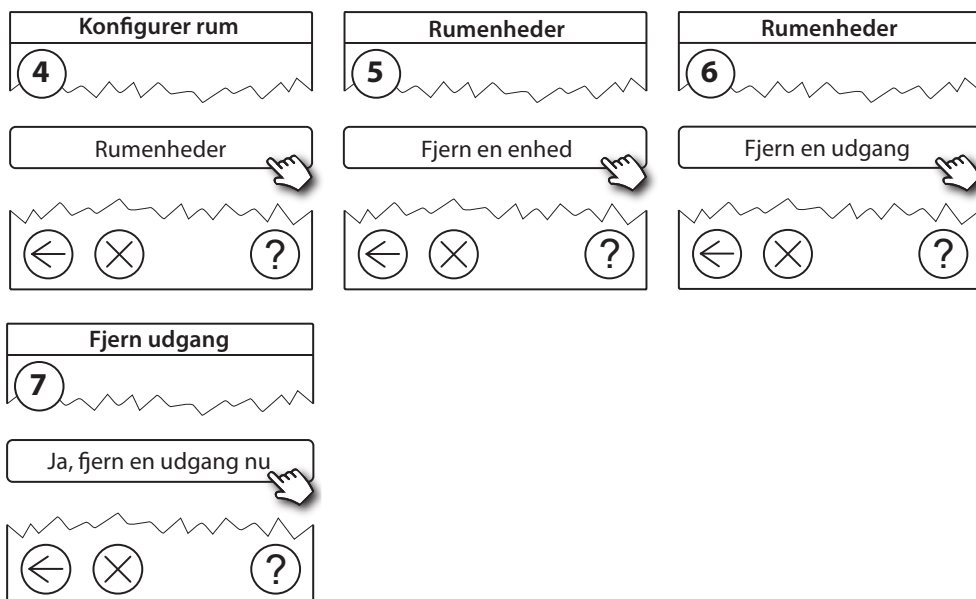 Konfigurer rum
4
Rumenheder
?
Rumenheder
5
Fjern en enhed
?
Rumenheder
6
Fjern en udgang
?
Fjern udgang
7
Ja, fjern en udgang nu
?